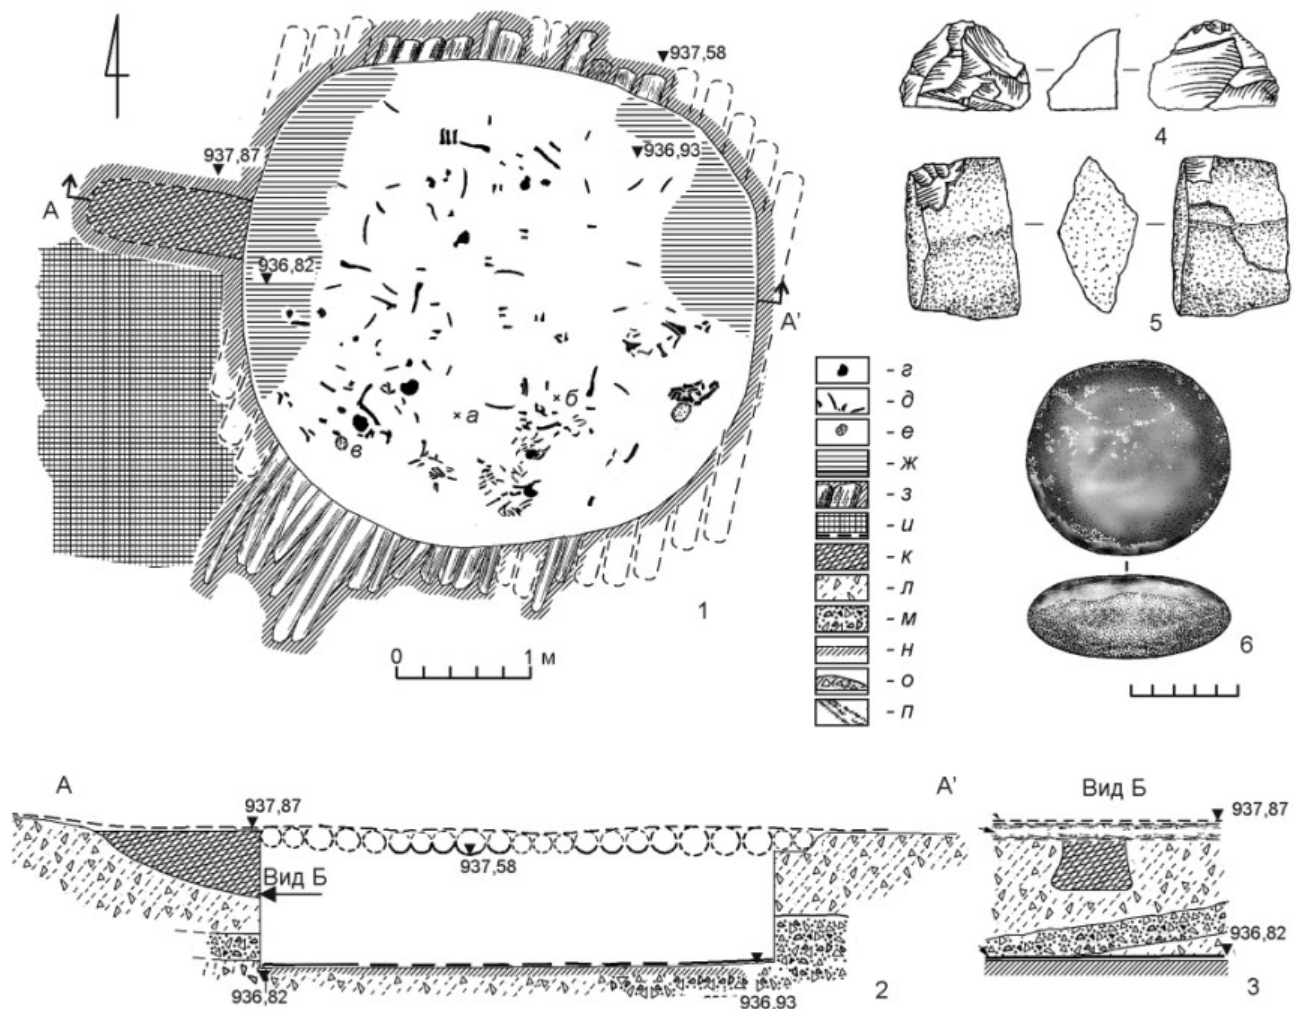 937,58
4
937,87
936,93
А
936,82
А'
5
- г
- д
- е
- ж
- з
- и
- к
- л
- м
- н
- о
- п
× а
× б
в
1
0 1 м
6
А
А'
Вид Б
937,87
937,87
937,58
Вид Б
936,82
936,82
936,93
2
3